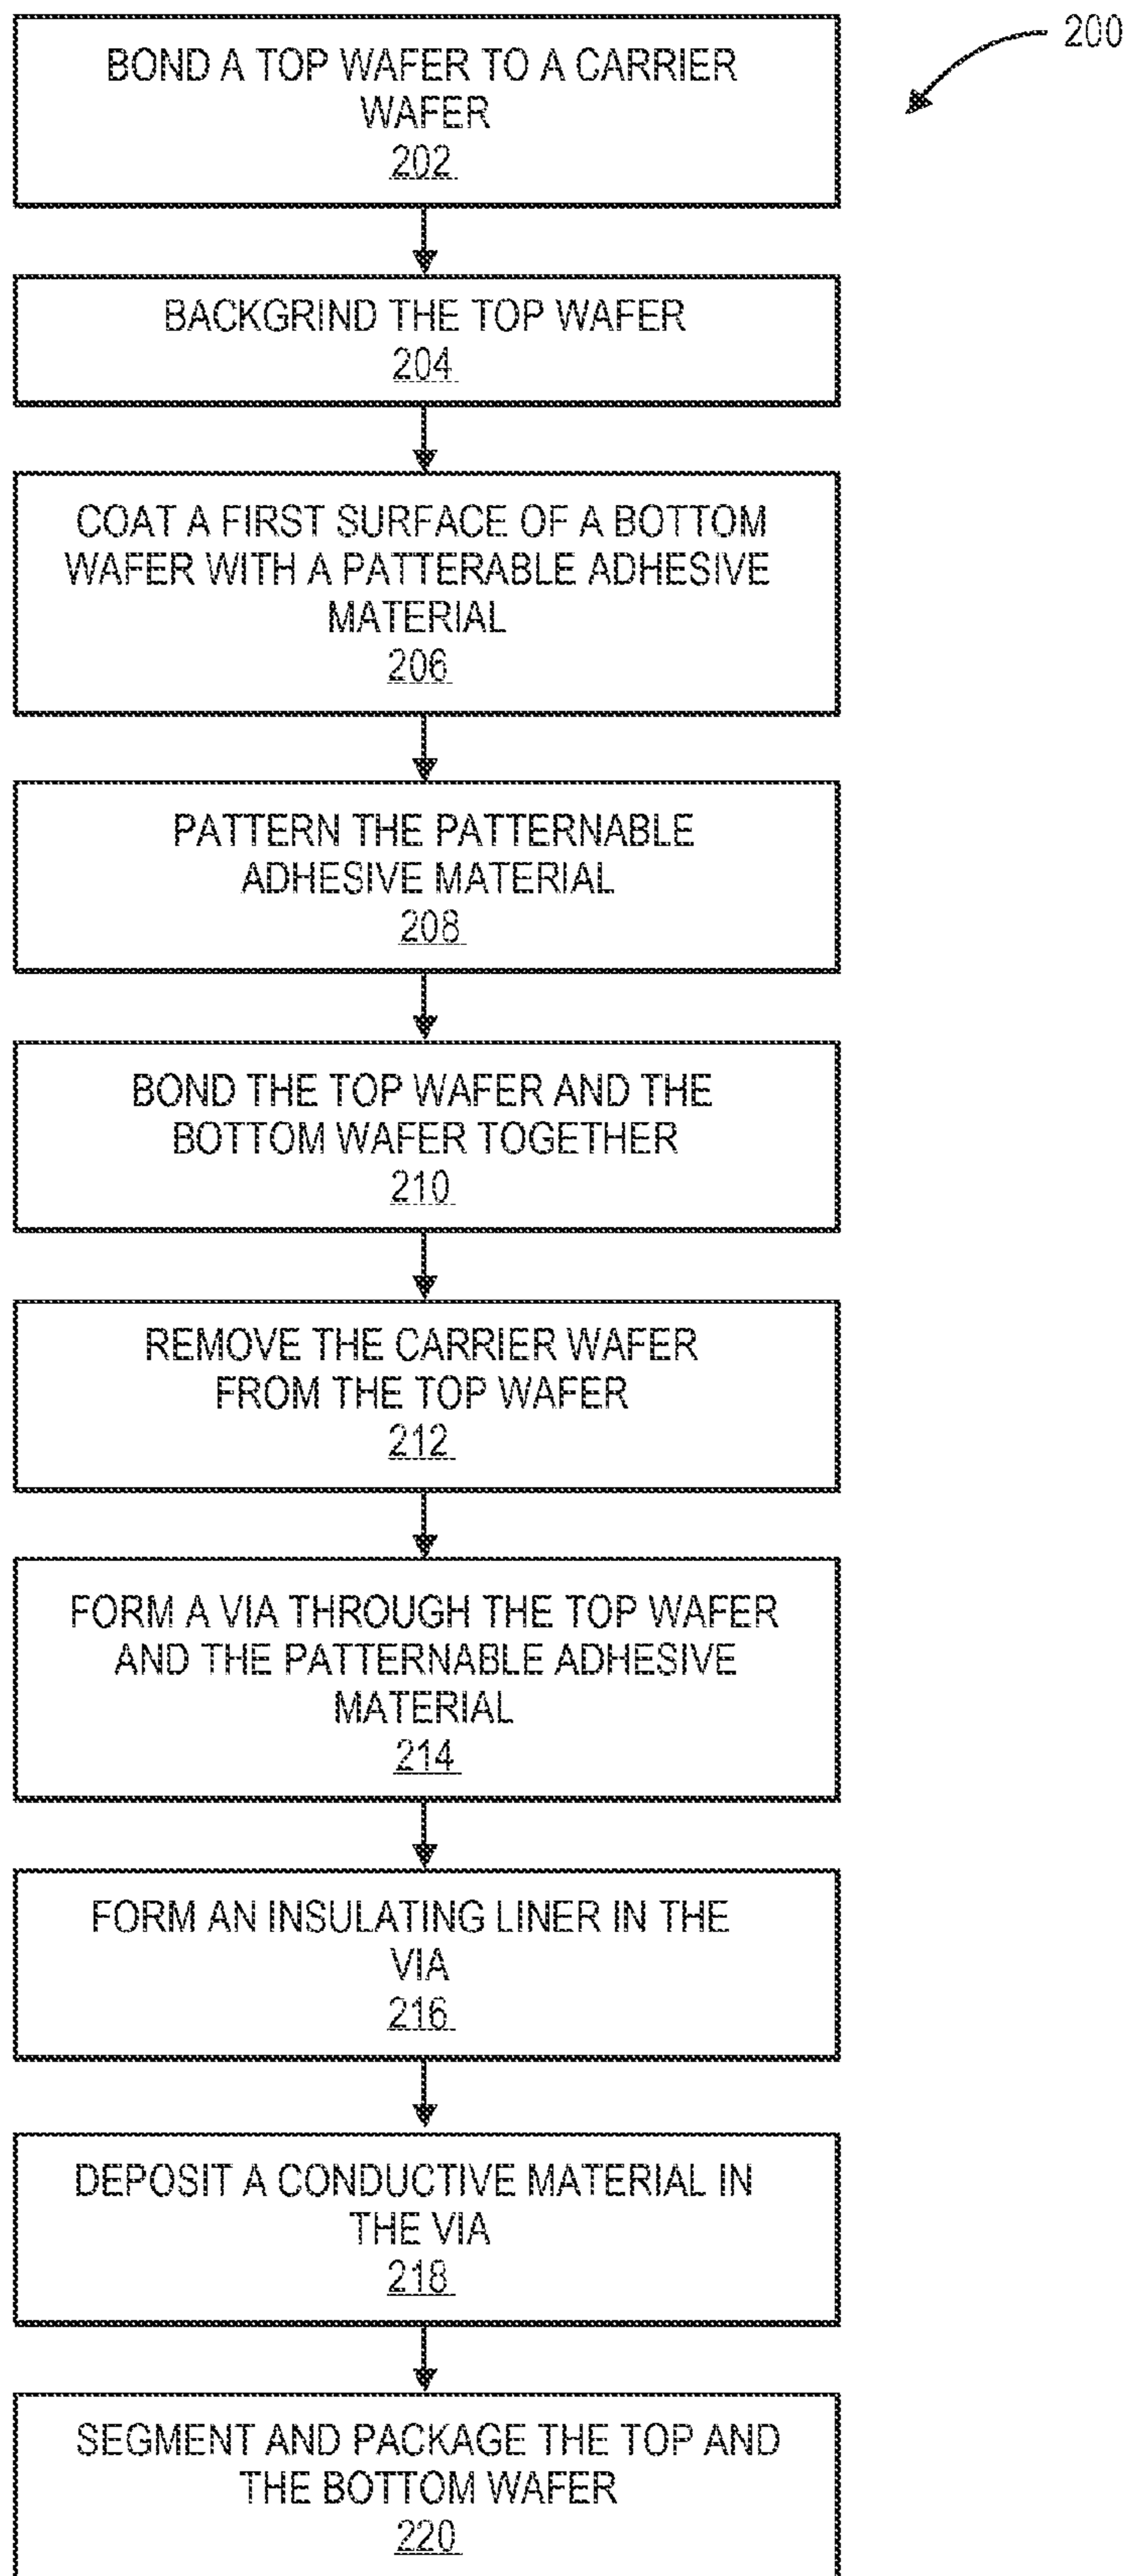 200
BOND A TOP WAFER TO A CARRIER
WAFER
202
BACKGRIND THE TOP WAFER
204
COAT A FIRST SURFACE OF A BOTTOM
WAFER WITH A PATTERABLE ADHESIVE
MATERIAL
206
PATTERN THE PATTERNABLE
ADHESIVE MATERIAL
208
BOND THE TOP WAFER AND THE
BOTTOM WAFER TOGETHER
210
REMOVE THE CARRIER WAFER
FROM THE TOP WAFER
212
FORM A VIA THROUGH THE TOP WAFER
AND THE PATTERNABLE ADHESIVE
MATERIAL
214
FORM AN INSULATING LINER IN THE
VIA
216
DEPOSIT A CONDUCTIVE MATERIAL IN
THE VIA
218
SEGMENT AND PACKAGE THE TOP AND
THE BOTTOM WAFER
220